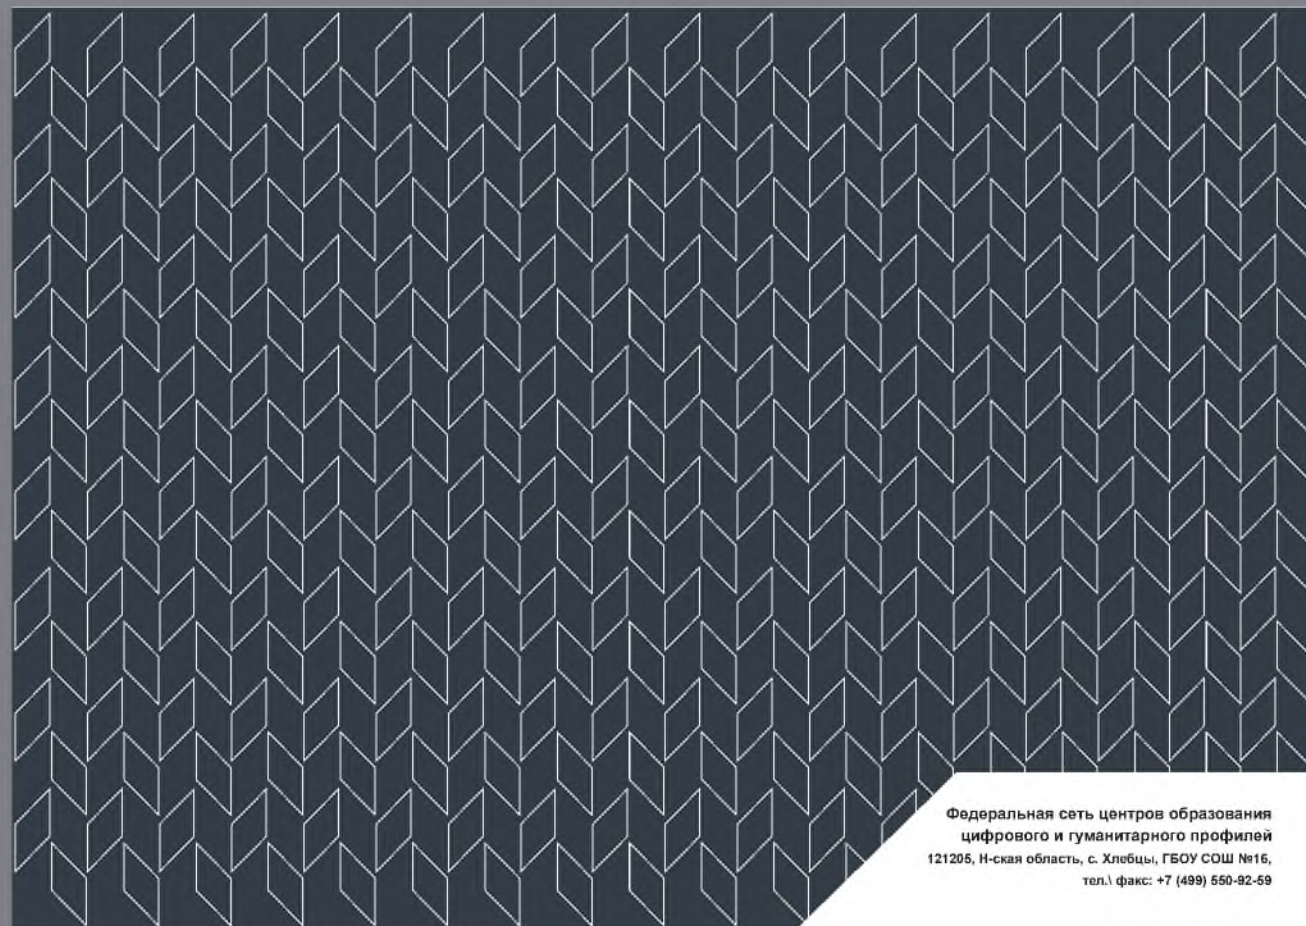 Федеральная сеть центров образования
цифрового и гуманитарного профилей
121205, Н-ская область, с. Хлебцы, ГБОУ СОШ №16,
тел.\ факс: +7 (499) 550-92-59